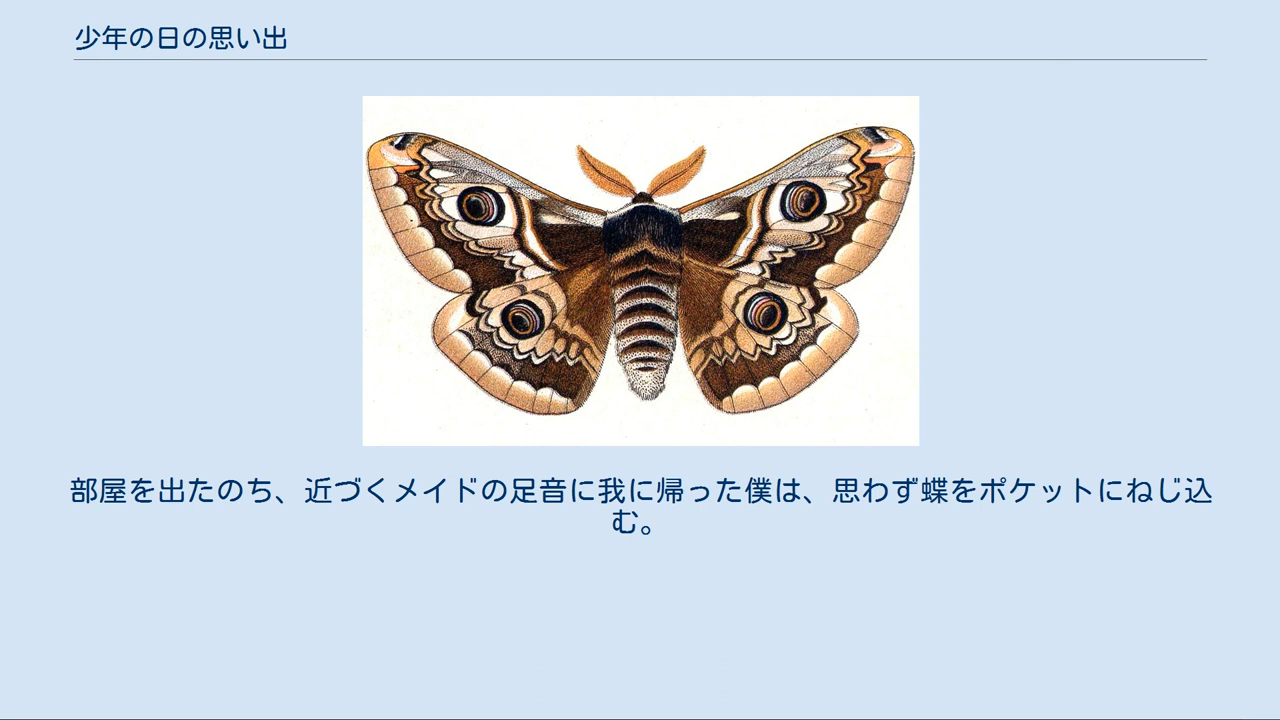 少年の日の思い出
部屋を出たのち、近づくメイドの足音に我に帰った僕は、思わず蝶をポケットにねじ込
む。